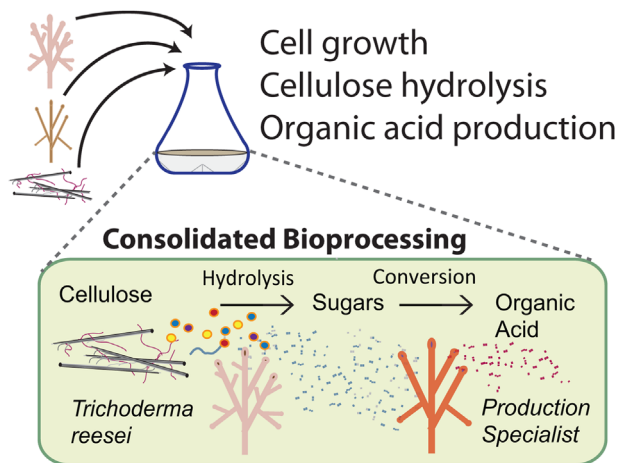 Cell growth
Cellulose hydrolysis
Organic acid production
Consolidated Bioprocessing
Cellulose
Hydrolysis
Sugars
Conversion
Organic
Acid
Trichoderma
reesei
Production
Specialist